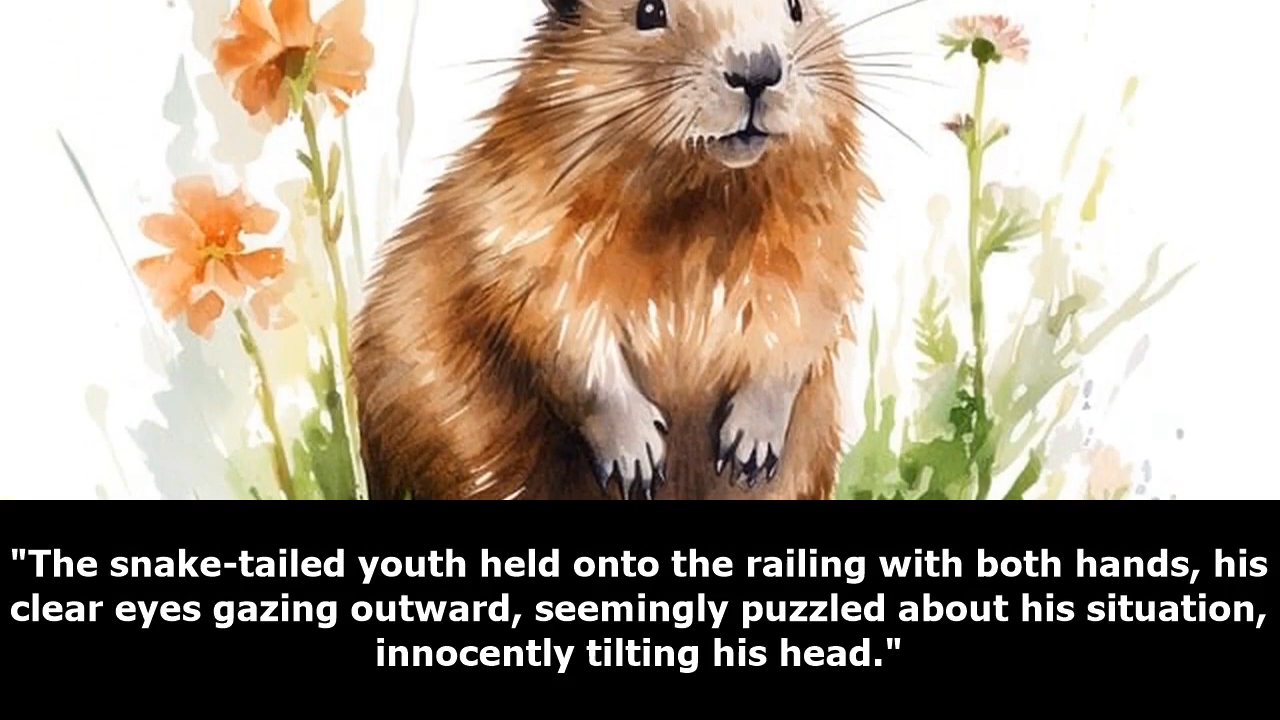 "The snake-tailed youth held onto the railing with both hands, his
clear eyes gazing outward, seemingly puzzled about his situation,
innocently tilting his head."